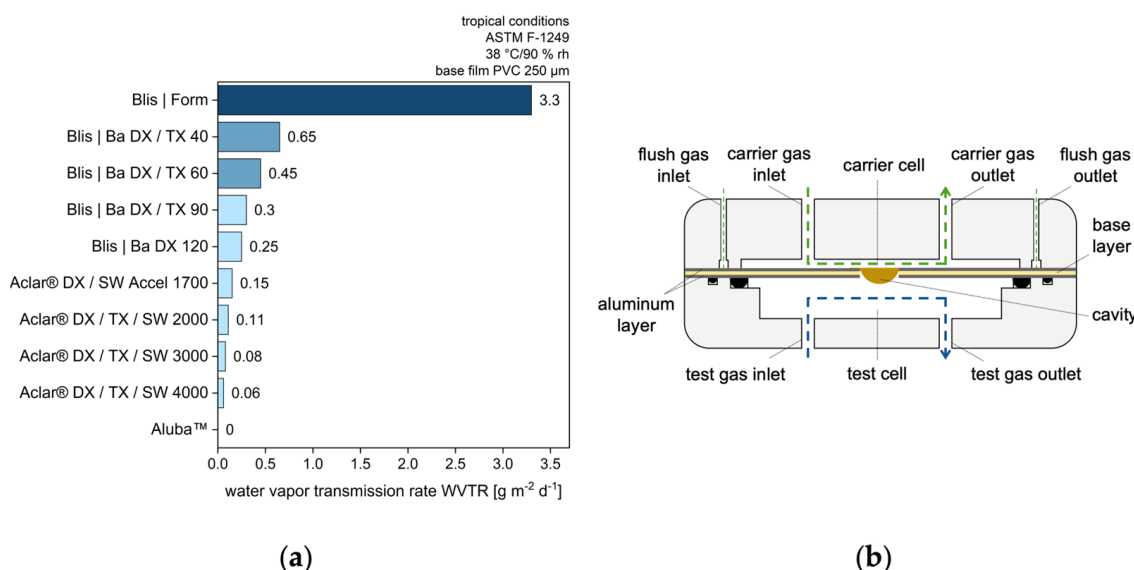 tropical conditions
ASTM F-1249
38 °C/90 % rh
base film PVC 250 µm
Blis | Form
3.3
Blis | Ba DX / TX 40
0.65
Blis | Ba DX / TX 60
0.45
Blis | Ba DX / TX 90
0.3
Blis | Ba DX 120
0.25
Aclar® DX / SW Accel 1700
0.15
Aclar® DX / TX / SW 2000
0.11
Aclar® DX / TX / SW 3000
0.08
Aclar® DX / TX / SW 4000
0.06
Aluba™
0
0.0 0.5 1.0 1.5 2.0 2.5 3.0 3.5
water vapor transmission rate WVTR [g m⁻² d⁻¹]
(a)
flush gas
inlet
carrier gas
inlet
carrier cell
carrier gas
outlet
flush gas
outlet
base
layer
aluminum
layer
cavity
test gas inlet
test cell
test gas outlet
(b)